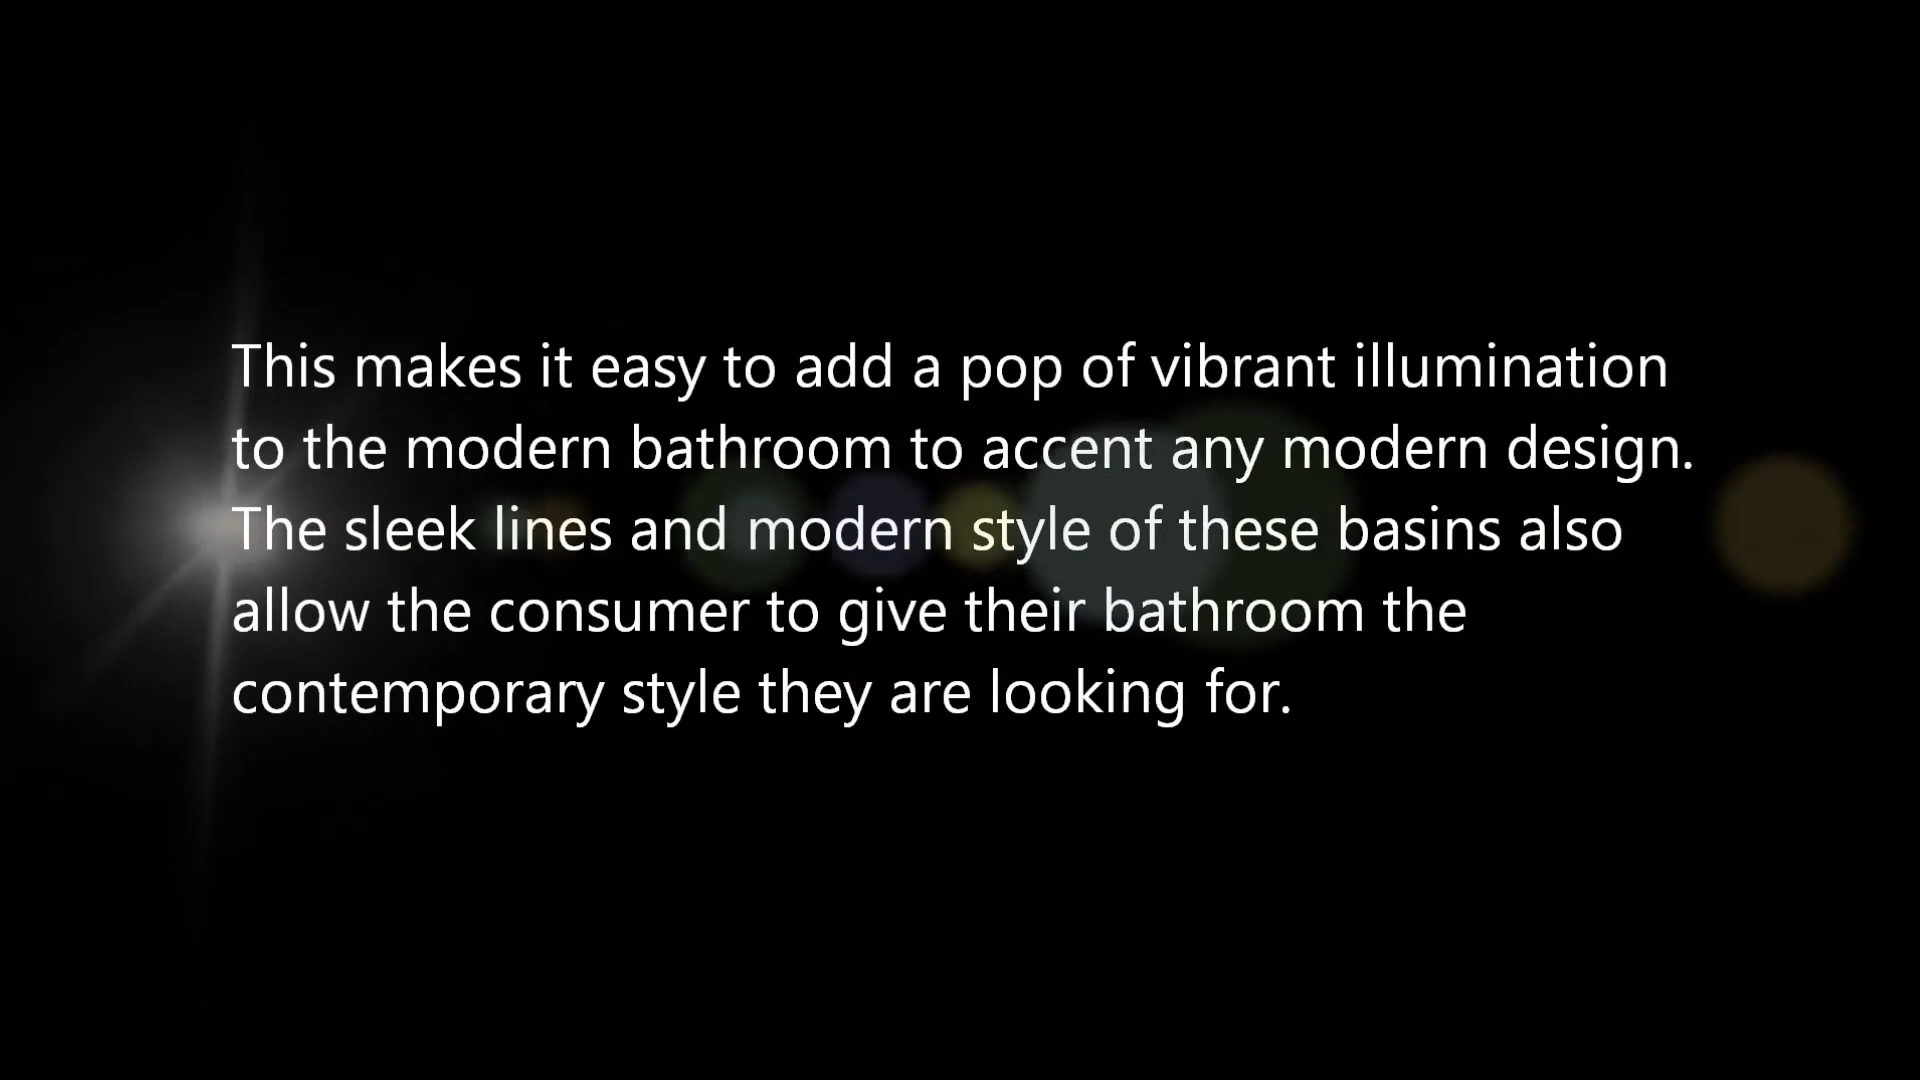 This makes it easy to add a pop of vibrant illumination
to the modern bathroom to accent any modern design.
The sleek lines and modern style of these basins also
allow the consumer to give their bathroom the
contemporary style they are looking for.